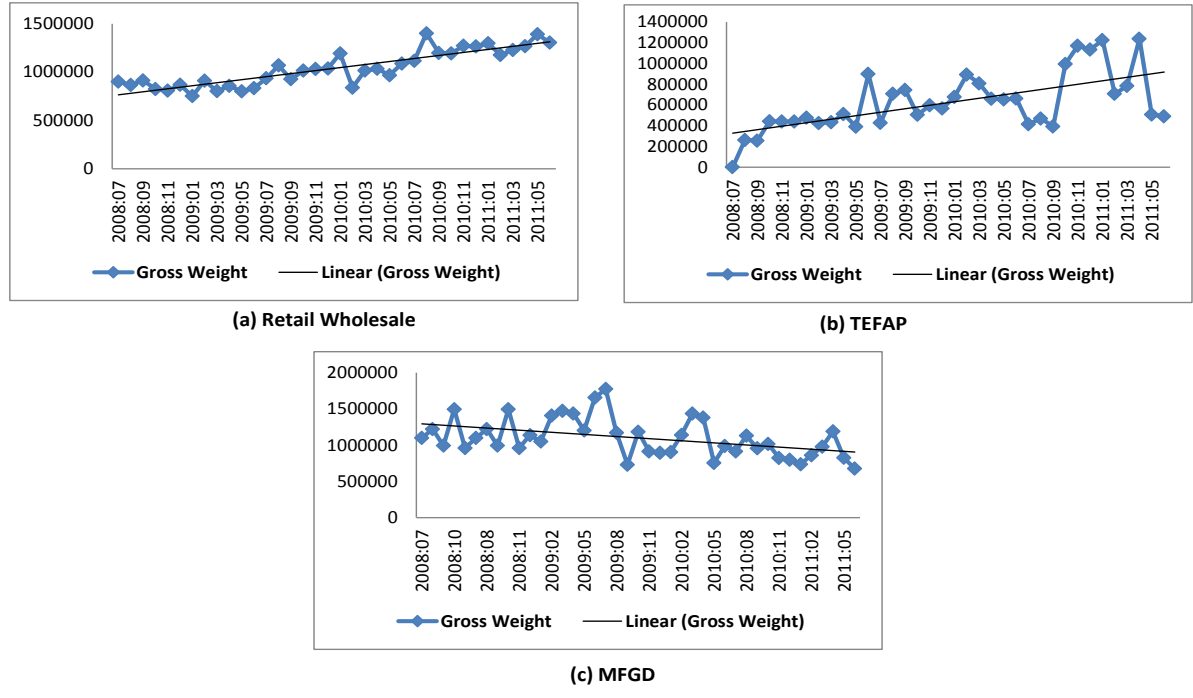 1500000
1000000
500000
0
2008:07 2008:09 2008:11 2009:01 2009:03 2009:05 2009:07 2009:09 2009:11 2010:01 2010:03 2010:05 2010:07 2010:09 2010:11 2011:01 2011:03 2011:05
Gross Weight Linear (Gross Weight)
(a) Retail Wholesale
1400000
1200000
1000000
800000
600000
400000
200000
0
2008:07 2008:09 2008:11 2009:01 2009:03 2009:05 2009:07 2009:09 2009:11 2010:01 2010:03 2010:05 2010:07 2010:09 2010:11 2011:01 2011:03 2011:05
Gross Weight Linear (Gross Weight)
(b) TEFAP
2000000
1500000
1000000
500000
0
2008:07 2008:10 2008:08 2008:11 2009:02 2009:05 2009:08 2009:11 2010:02 2010:05 2010:08 2010:11 2011:02 2011:05
Gross Weight Linear (Gross Weight)
(c) MFGD